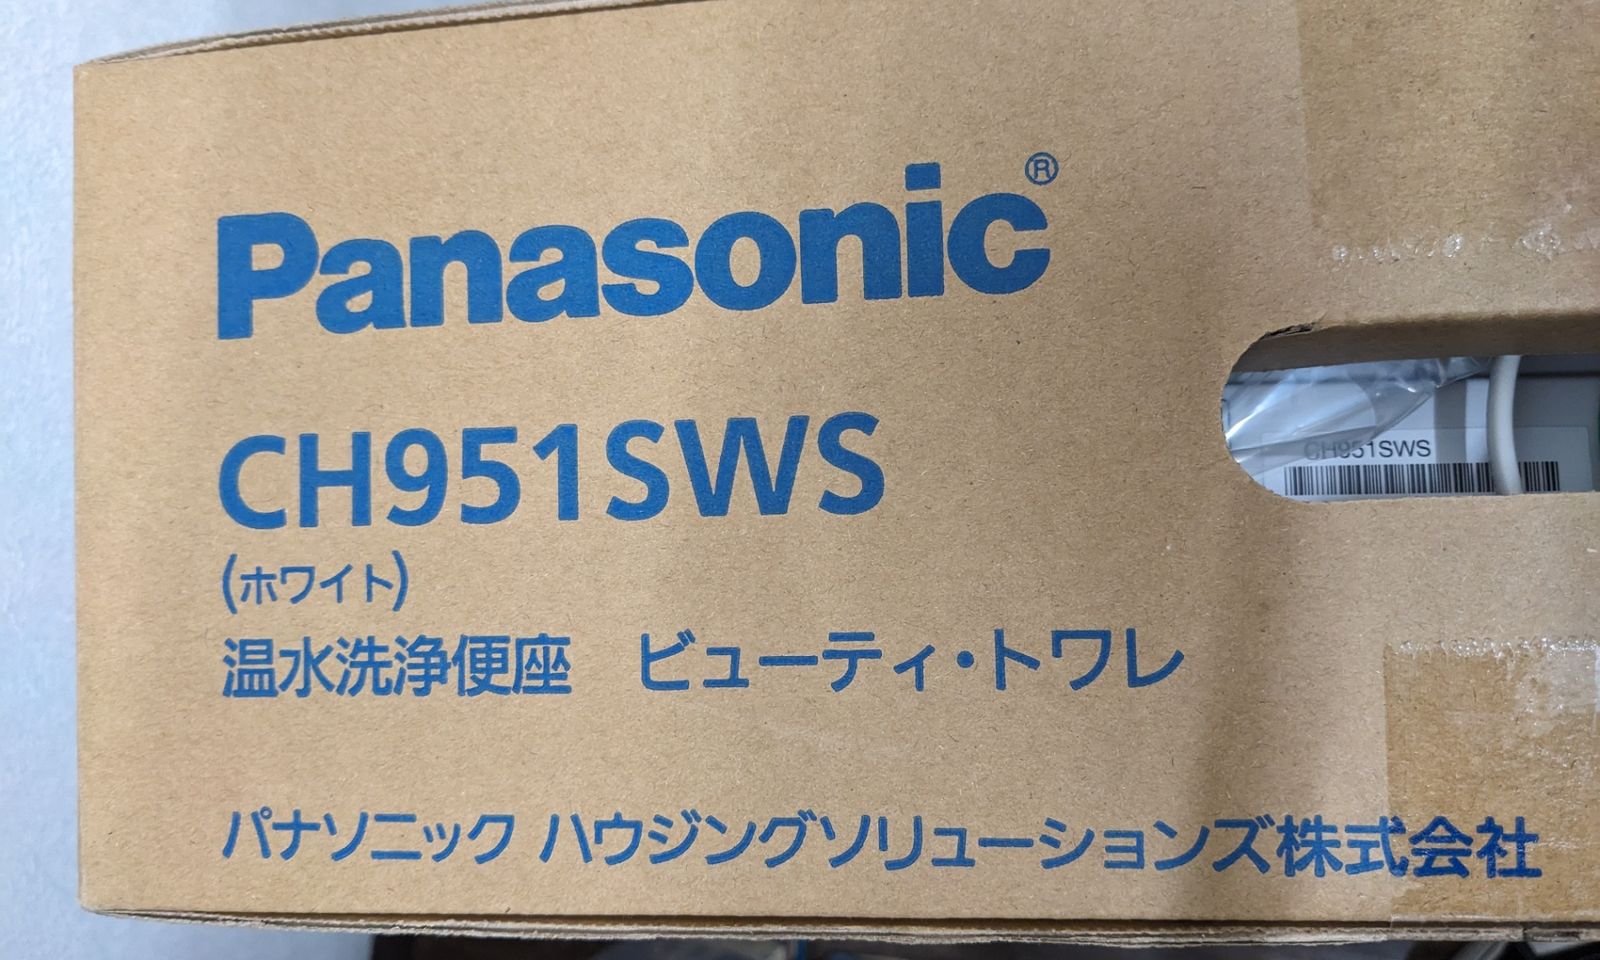 Panasonic®
CH951SWS
(ホワイト)
温水洗浄便座 ビューティ・トワレ
パナソニック ハウジングソリューションズ株式会社
CH951SWS